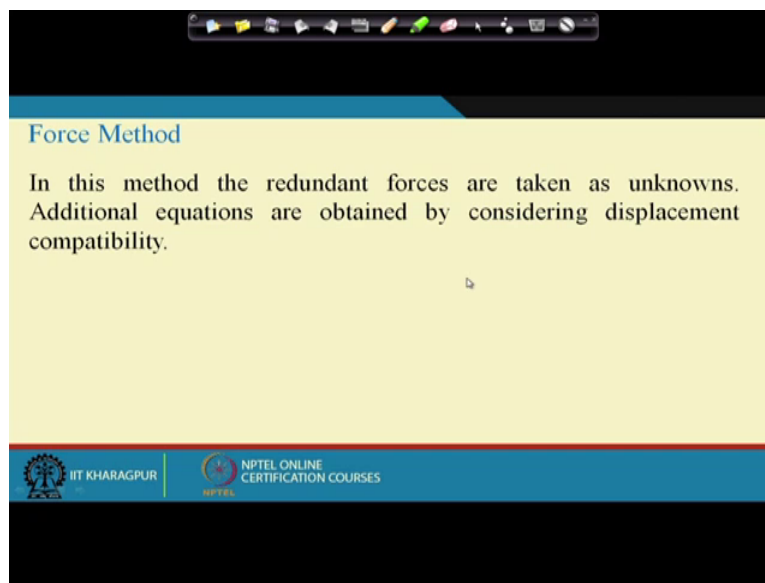 Force Method
In this method the redundant forces are taken as unknowns.
Additional equations are obtained by considering displacement
compatibility.
IIT KHARAGPUR
NPTEL
NPTEL ONLINE
CERTIFICATION COURSES